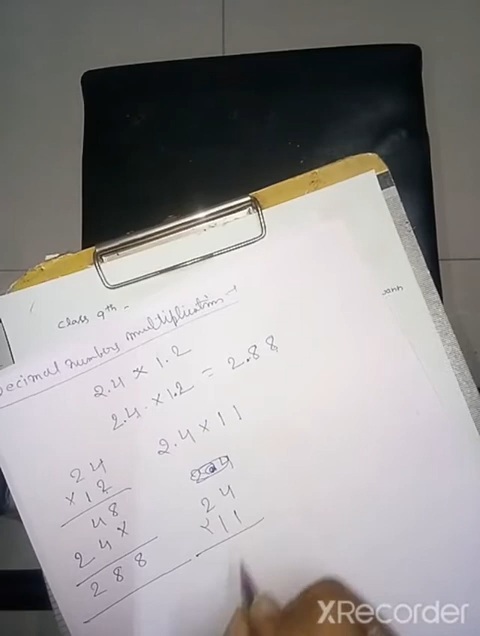 Class 9th -
Decimal numbers multiplication →
2.4 × 1.2
2.4 × 1.2 = 2.88
2.4 × 11
24
× 12
48
24×
288
24
× 11
XRecorder